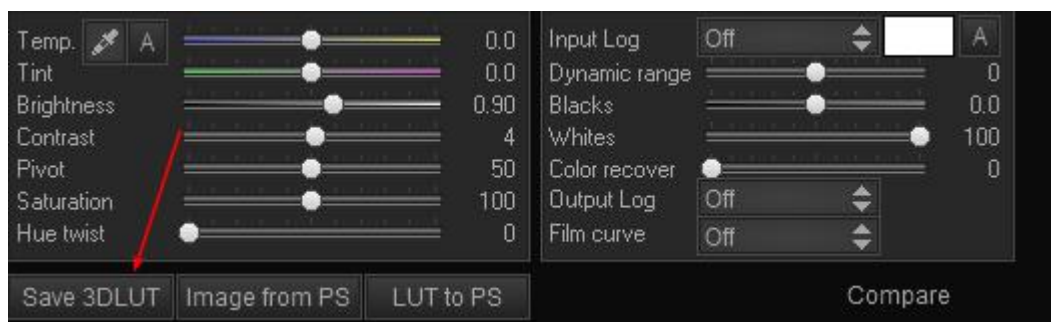 Temp. A 0.0
Tint 0.0
Brightness 0.90
Contrast 4
Pivot 50
Saturation 100
Hue twist 0
Input Log Off A
Dynamic range 0
Blacks 0.0
Whites 100
Color recover 0
Output Log Off
Film curve Off
Save 3DLUT Image from PS LUT to PS Compare